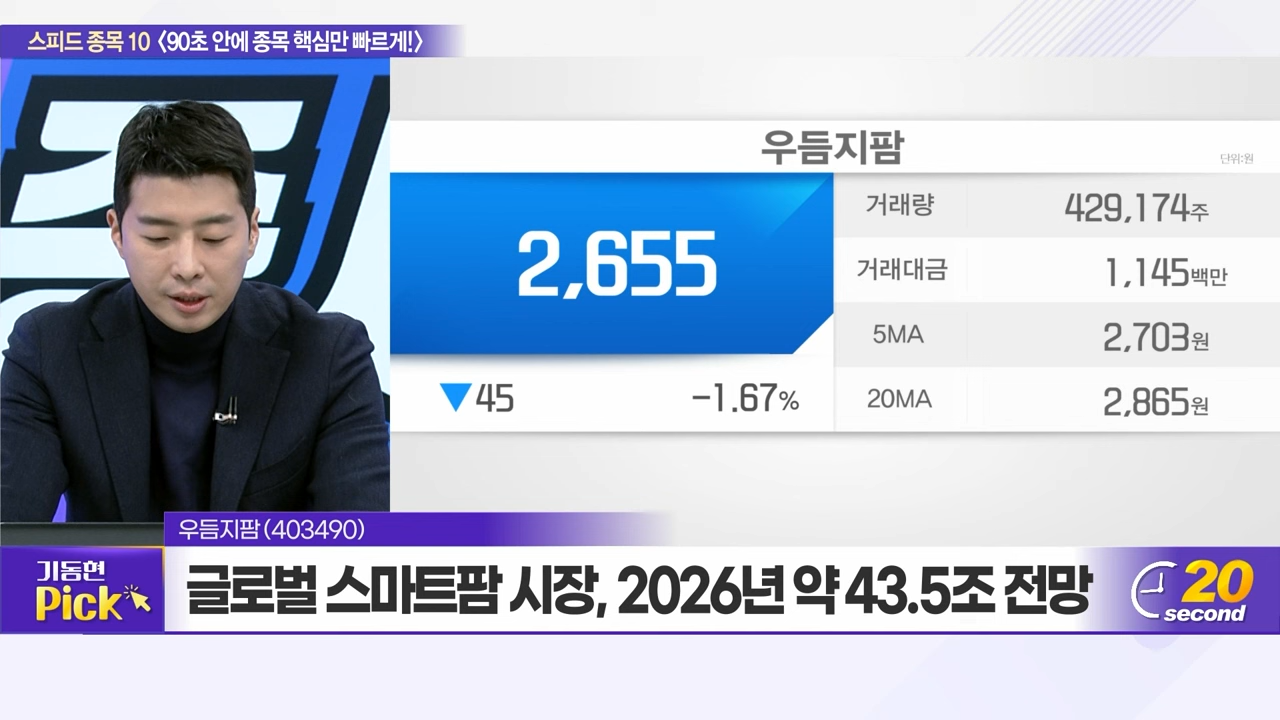 스피드 종목 10 〈90초 안에 종목 핵심만 빠르게!〉
우듬지팜
단위:원
2,655
▼45 -1.67%
거래량 429,174주
거래대금 1,145백만
5MA 2,703원
20MA 2,865원
우듬지팜 (403490)
기동현
Pick
글로벌 스마트팜 시장, 2026년 약 43.5조 전망
20
second